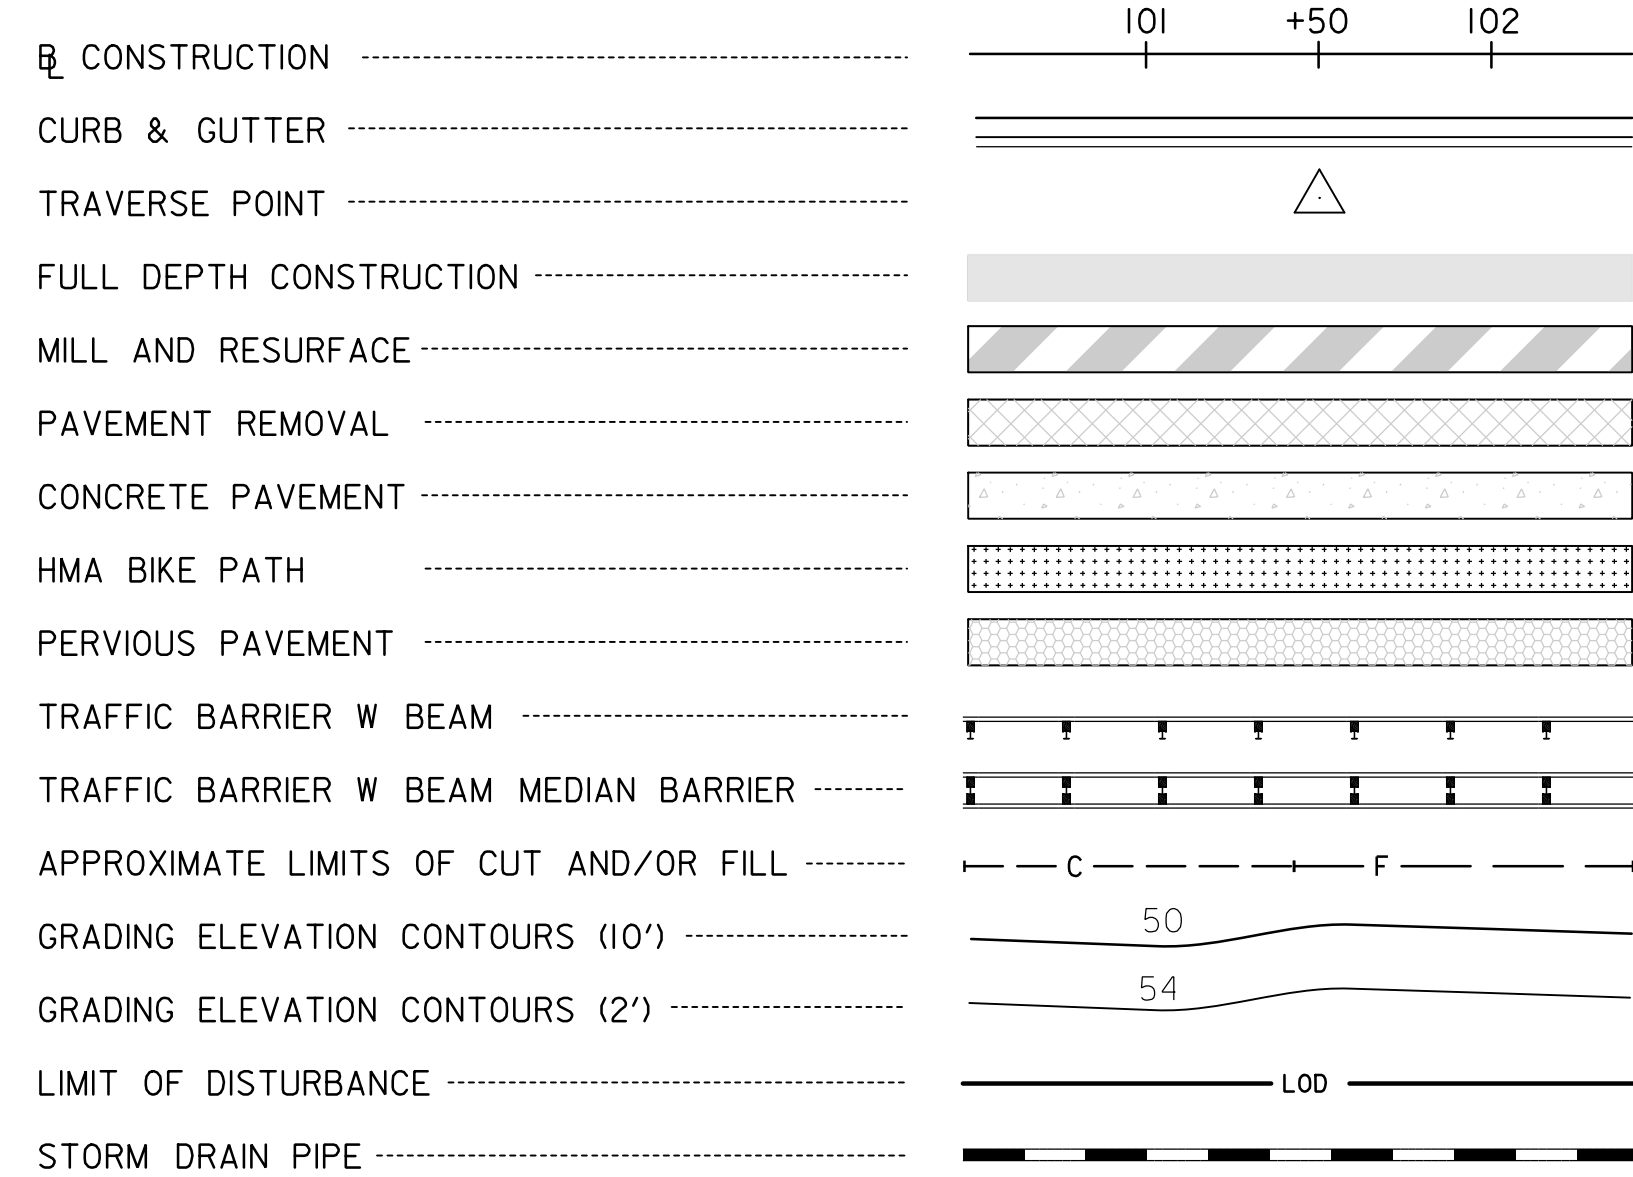 101 +50 102
BL CONSTRUCTION
CURB & GUTTER
TRAVERSE POINT
FULL DEPTH CONSTRUCTION
MILL AND RESURFACE
PAVEMENT REMOVAL
CONCRETE PAVEMENT
HMA BIKE PATH
PERVIOUS PAVEMENT
TRAFFIC BARRIER W BEAM
TRAFFIC BARRIER W BEAM MEDIAN BARRIER
APPROXIMATE LIMITS OF CUT AND/OR FILL C F
50
GRADING ELEVATION CONTOURS (10')
54
GRADING ELEVATION CONTOURS (2')
LIMIT OF DISTURBANCE LOD
STORM DRAIN PIPE